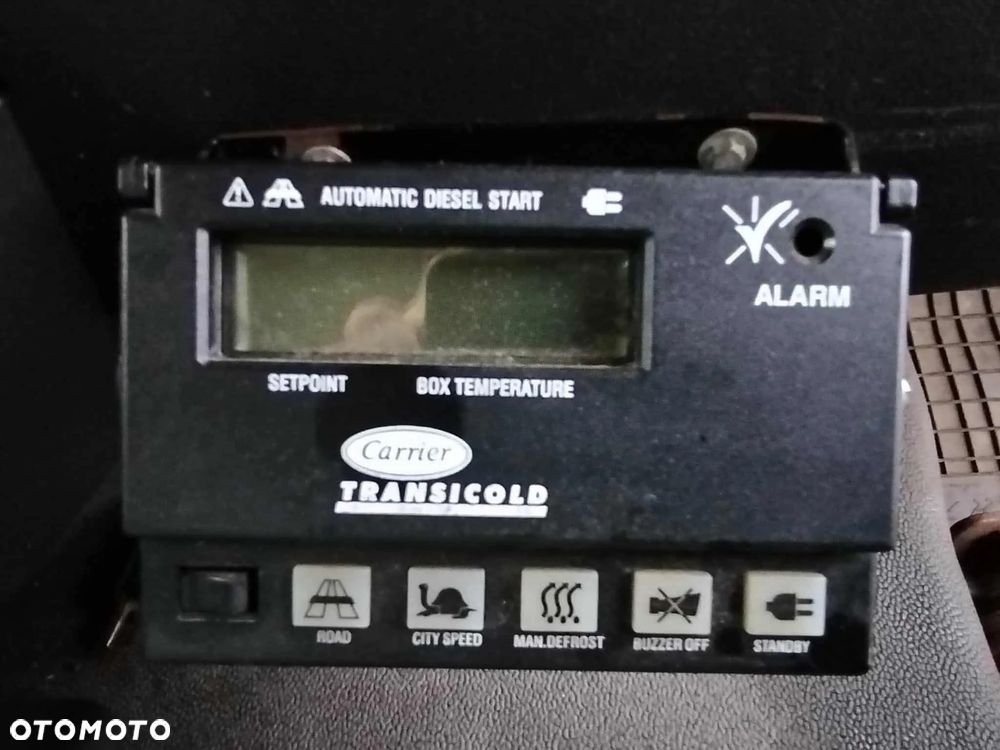 AUTOMATIC DIESEL START
ALARM
SETPOINT BOX TEMPERATURE
Carrier
TRANSICOLD
ROAD CITY SPEED MAN.DEFROST BUZZER OFF STANDBY
OTOMOTO